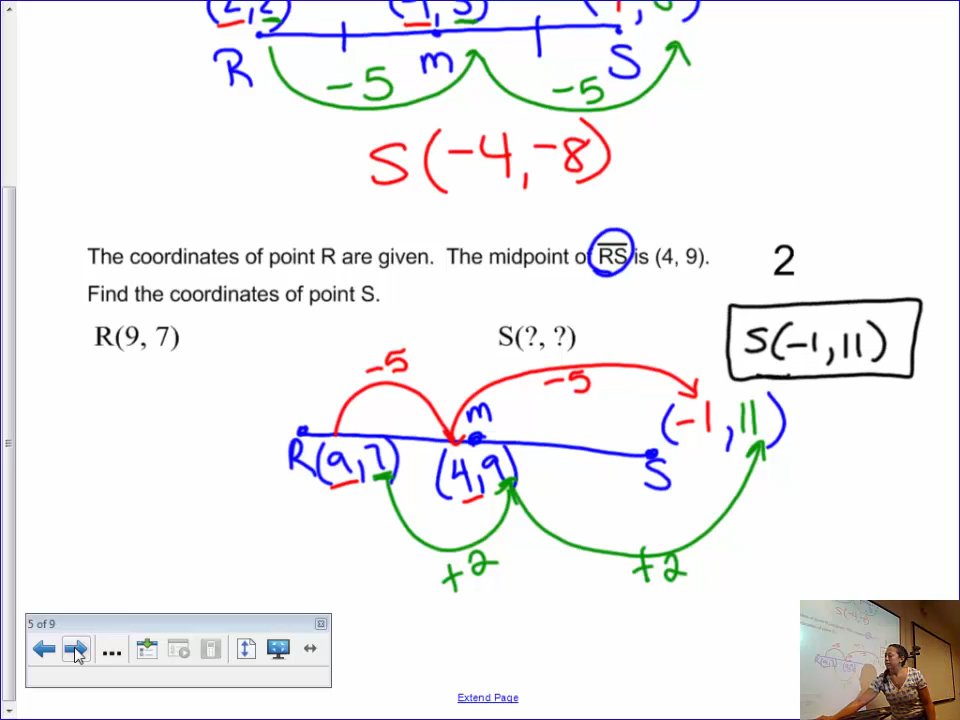 R m S
-5 -5
S(-4,-8)
The coordinates of point R are given. The midpoint of RS is (4, 9).
2
Find the coordinates of point S.
R(9, 7) S(?, ?)
S(-1,11)
-5 -5
m
(-1,11)
R(9,7) (4,9) S
+2 +2
5 of 9
Extend Page